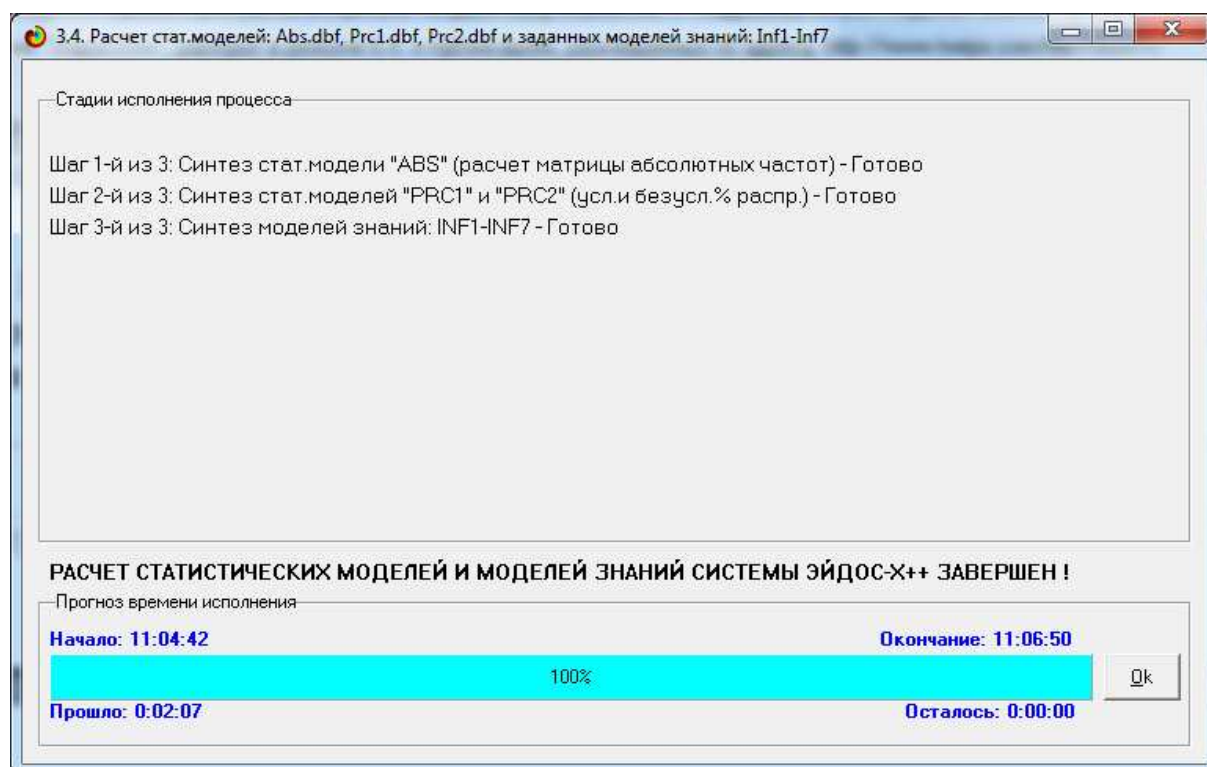 3.4. Расчет стат.моделей: Abs.dbf, Prc1.dbf, Prc2.dbf и заданных моделей знаний: Inf1-Inf7
Стадии исполнения процесса
Шаг 1-й из 3: Синтез стат.модели "ABS" (расчет матрицы абсолютных частот) - Готово
Шаг 2-й из 3: Синтез стат.моделей "PRC1" и "PRC2" (усл.и безусл.% распр.) - Готово
Шаг 3-й из 3: Синтез моделей знаний: INF1-INF7 - Готово
РАСЧЕТ СТАТИСТИЧЕСКИХ МОДЕЛЕЙ И МОДЕЛЕЙ ЗНАНИЙ СИСТЕМЫ ЭЙДОС-X++ ЗАВЕРШЕН !
Прогноз времени исполнения
Начало: 11:04:42
Окончание: 11:06:50
100%
Ok
Прошло: 0:02:07
Осталось: 0:00:00